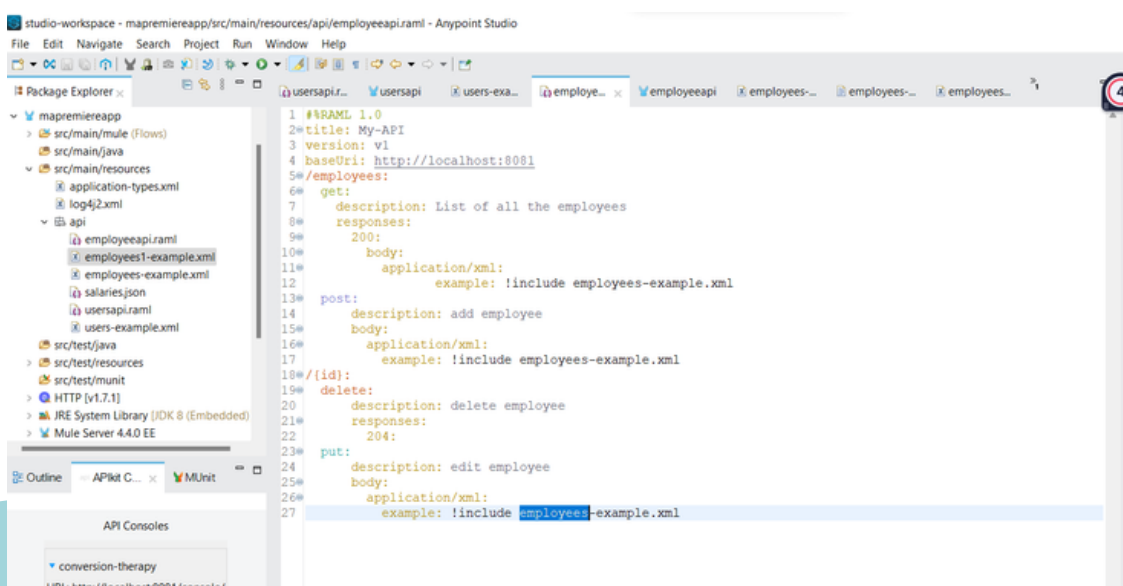 studio-workspace - mapremiereapp/src/main/resources/api/employeeapi.raml - Anypoint Studio
File Edit Navigate Search Project Run Window Help
Package Explorer
usersapi.r... usersapi users-exa... employe... employeeapi employees-... employees-... employees...
mapremiereapp
src/main/mule (Flows)
src/main/java
src/main/resources
application-types.xml
log4j2.xml
api
employeeapi.raml
employees1-example.xml
employees-example.xml
salaries.json
usersapi.raml
users-example.xml
src/test/java
src/test/resources
src/test/munit
HTTP [v1.7.1]
JRE System Library (JDK 8 (Embedded)
Mule Server 4.4.0 EE
Outline APIkit C... MUnit
API Consoles
conversion-therapy
1 #%RAML 1.0
2 title: My-API
3 version: v1
4 baseUri: http://localhost:8081
5 /employees:
6 get:
7 description: List of all the employees
8 responses:
9 200:
10 body:
11 application/xml:
12 example: !include employees-example.xml
13 post:
14 description: add employee
15 body:
16 application/xml:
17 example: !include employees-example.xml
18 /{id}:
19 delete:
20 description: delete employee
21 responses:
22 204:
23 put:
24 description: edit employee
25 body:
26 application/xml:
27 example: !include employees-example.xml
4